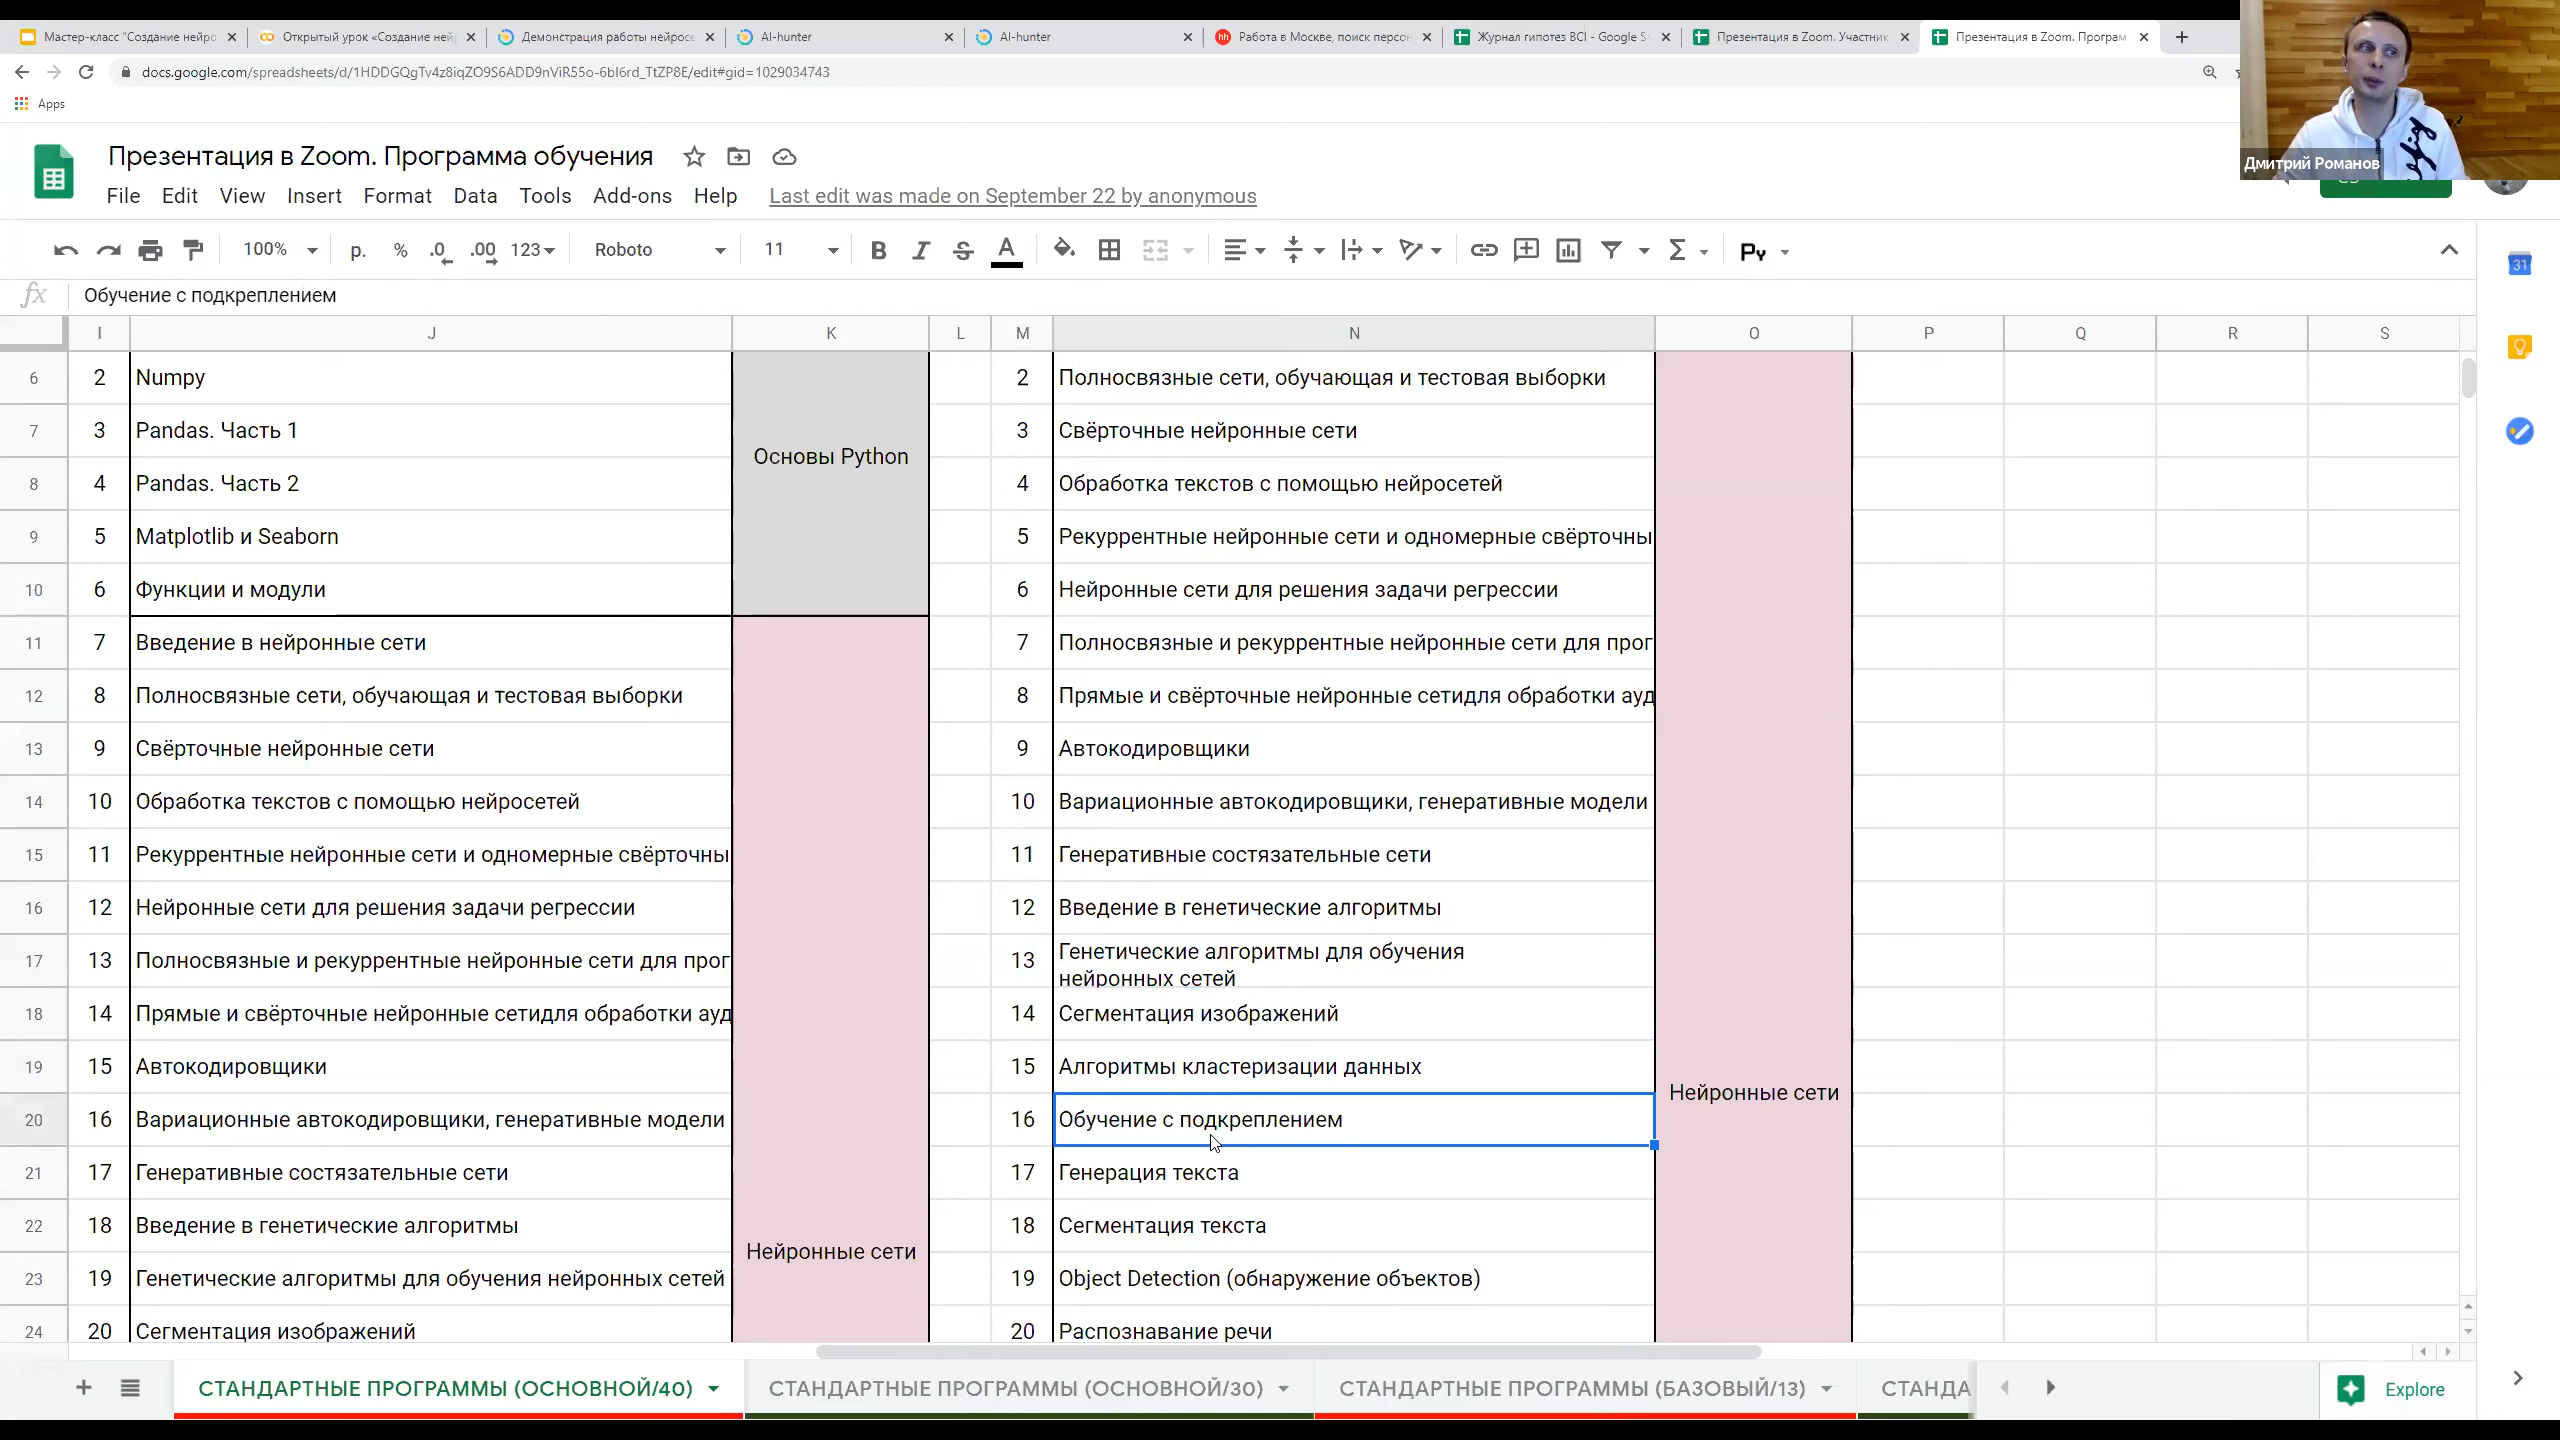 Мастер-класс "Создание нейро
Открытый урок «Создание ней
Демонстрация работы нейросе
AI-hunter
AI-hunter
Работа в Москве, поиск персон
Журнал гипотез BCI - Google S
Презентация в Zoom. Участник
Презентация в Zoom. Програм
docs.google.com/spreadsheets/d/1HDDGQgTv4z8iqZO9S6ADD9nViR55o-6bl6rd_TtZP8E/edit#gid=1029034743
Apps
Дмитрий Романов
Презентация в Zoom. Программа обучения
File Edit View Insert Format Data Tools Add-ons Help Last edit was made on September 22 by anonymous
100% р. % .0 .00 123 Roboto 11 B I S A Σ Py
31
fx Обучение с подкреплением
I J K L M N O P Q R S
6 2 Numpy 2 Полносвязные сети, обучающая и тестовая выборки
7 3 Pandas. Часть 1 3 Свёрточные нейронные сети
Основы Python
8 4 Pandas. Часть 2 4 Обработка текстов с помощью нейросетей
9 5 Matplotlib и Seaborn 5 Рекуррентные нейронные сети и одномерные свёрточны
10 6 Функции и модули 6 Нейронные сети для решения задачи регрессии
11 7 Введение в нейронные сети 7 Полносвязные и рекуррентные нейронные сети для прог
12 8 Полносвязные сети, обучающая и тестовая выборки 8 Прямые и свёрточные нейронные сетидля обработки ауд
13 9 Свёрточные нейронные сети 9 Автокодировщики
14 10 Обработка текстов с помощью нейросетей 10 Вариационные автокодировщики, генеративные модели
15 11 Рекуррентные нейронные сети и одномерные свёрточны 11 Генеративные состязательные сети
16 12 Нейронные сети для решения задачи регрессии 12 Введение в генетические алгоритмы
17 13 Полносвязные и рекуррентные нейронные сети для прог 13 Генетические алгоритмы для обучения
нейронных сетей
18 14 Прямые и свёрточные нейронные сетидля обработки ауд 14 Сегментация изображений
19 15 Автокодировщики 15 Алгоритмы кластеризации данных
Нейронные сети
20 16 Вариационные автокодировщики, генеративные модели 16 Обучение с подкреплением
21 17 Генеративные состязательные сети 17 Генерация текста
22 18 Введение в генетические алгоритмы 18 Сегментация текста
Нейронные сети
23 19 Генетические алгоритмы для обучения нейронных сетей 19 Object Detection (обнаружение объектов)
24 20 Сегментация изображений 20 Распознавание речи
СТАНДАРТНЫЕ ПРОГРАММЫ (ОСНОВНОЙ/40) СТАНДАРТНЫЕ ПРОГРАММЫ (ОСНОВНОЙ/30) СТАНДАРТНЫЕ ПРОГРАММЫ (БАЗОВЫЙ/13) СТАНДА Explore